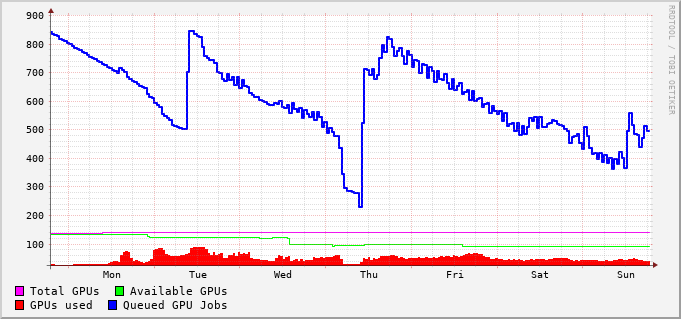 900
800
700
600
500
400
300
200
100
Mon Tue Wed Thu Fri Sat Sun
Total GPUs Available GPUs
GPUs used Queued GPU Jobs
RRDTOOL / TOBI OETIKER